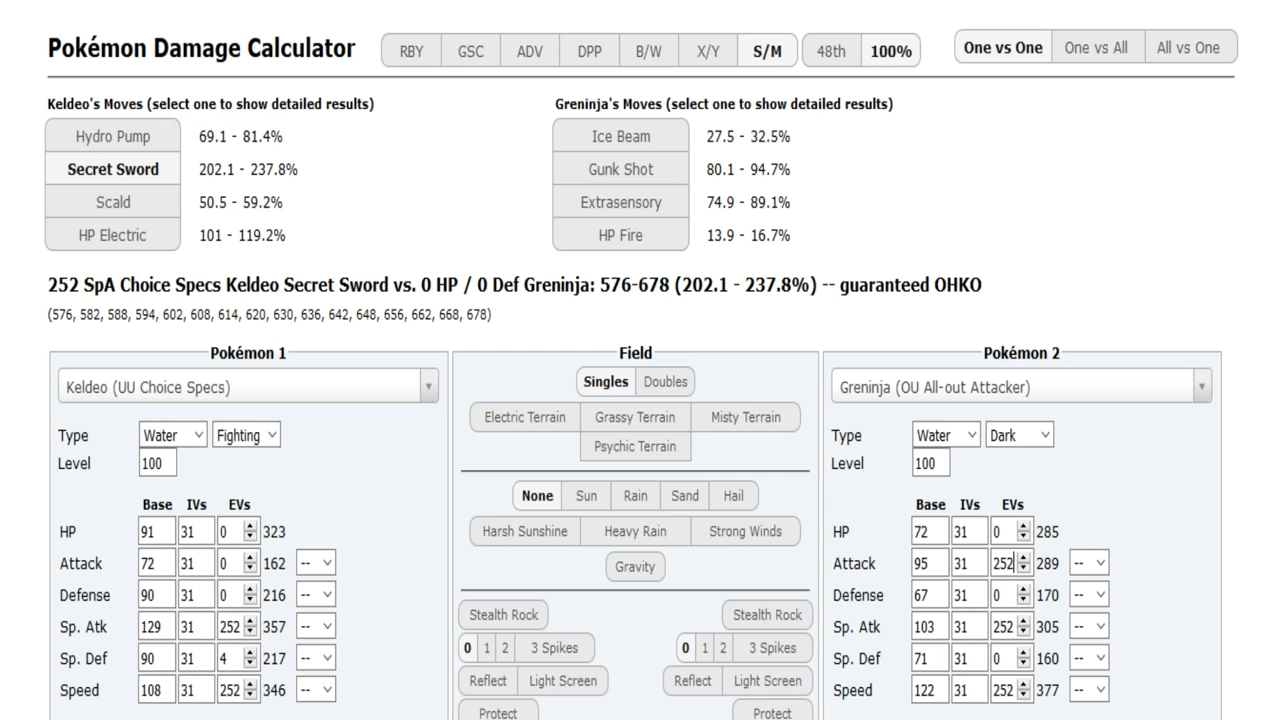 Pokémon Damage Calculator RBY GSC ADV DPP B/W X/Y S/M 48th 100% One vs One One vs All All vs One
Keldeo's Moves (select one to show detailed results) Greninja's Moves (select one to show detailed results)
Hydro Pump 69.1 - 81.4% Ice Beam 27.5 - 32.5%
Secret Sword 202.1 - 237.8% Gunk Shot 80.1 - 94.7%
Scald 50.5 - 59.2% Extrasensory 74.9 - 89.1%
HP Electric 101 - 119.2% HP Fire 13.9 - 16.7%
252 SpA Choice Specs Keldeo Secret Sword vs. 0 HP / 0 Def Greninja: 576-678 (202.1 - 237.8%) -- guaranteed OHKO
(576, 582, 588, 594, 602, 608, 614, 620, 630, 636, 642, 648, 656, 662, 668, 678)
Pokémon 1
Keldeo (UU Choice Specs)
Type Water Fighting
Level 100
Base IVs EVs
HP 91 31 0 323
Attack 72 31 0 162 --
Defense 90 31 0 216 --
Sp. Atk 129 31 252 357 --
Sp. Def 90 31 4 217 --
Speed 108 31 252 346 --
Field
Singles Doubles
Electric Terrain Grassy Terrain Misty Terrain
Psychic Terrain
None Sun Rain Sand Hail
Harsh Sunshine Heavy Rain Strong Winds
Gravity
Stealth Rock Stealth Rock
0 1 2 3 Spikes 0 1 2 3 Spikes
Reflect Light Screen Reflect Light Screen
Protect Protect
Pokémon 2
Greninja (OU All-out Attacker)
Type Water Dark
Level 100
Base IVs EVs
HP 72 31 0 285
Attack 95 31 252 289 --
Defense 67 31 0 170 --
Sp. Atk 103 31 252 305 --
Sp. Def 71 31 0 160 --
Speed 122 31 252 377 --